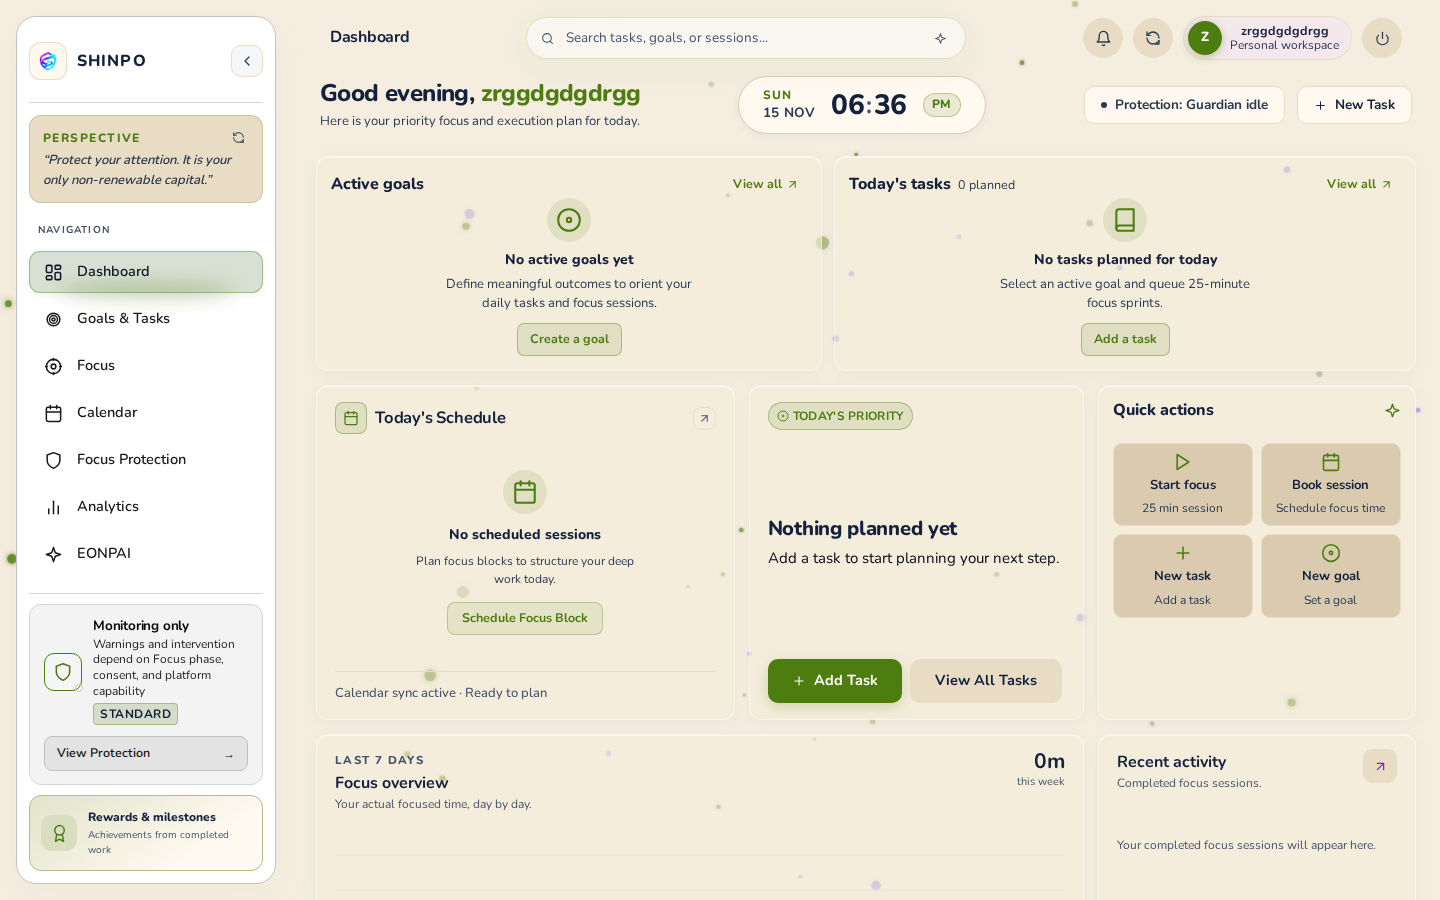 SHINPO
PERSPECTIVE
“Protect your attention. It is your
only non-renewable capital.”
NAVIGATION
Dashboard
Goals & Tasks
Focus
Calendar
Focus Protection
Analytics
EONPAI
Monitoring only
Warnings and intervention
depend on Focus phase,
consent, and platform
capability
STANDARD
View Protection →
Rewards & milestones
Achievements from completed
work
Dashboard
Search tasks, goals, or sessions...
Z
zrggdgdgdrgg
Personal workspace
Good evening, zrggdgdgdrgg
Here is your priority focus and execution plan for today.
SUN
15 NOV
06:36
PM
Protection: Guardian idle
New Task
Active goals
View all
No active goals yet
Define meaningful outcomes to orient your
daily tasks and focus sessions.
Create a goal
Today's tasks 0 planned
View all
No tasks planned for today
Select an active goal and queue 25-minute
focus sprints.
Add a task
Today's Schedule
No scheduled sessions
Plan focus blocks to structure your deep
work today.
Schedule Focus Block
Calendar sync active · Ready to plan
TODAY'S PRIORITY
Nothing planned yet
Add a task to start planning your next step.
Add Task
View All Tasks
Quick actions
Start focus
25 min session
Book session
Schedule focus time
New task
Add a task
New goal
Set a goal
LAST 7 DAYS
Focus overview
Your actual focused time, day by day.
0m
this week
Recent activity
Completed focus sessions.
Your completed focus sessions will appear here.